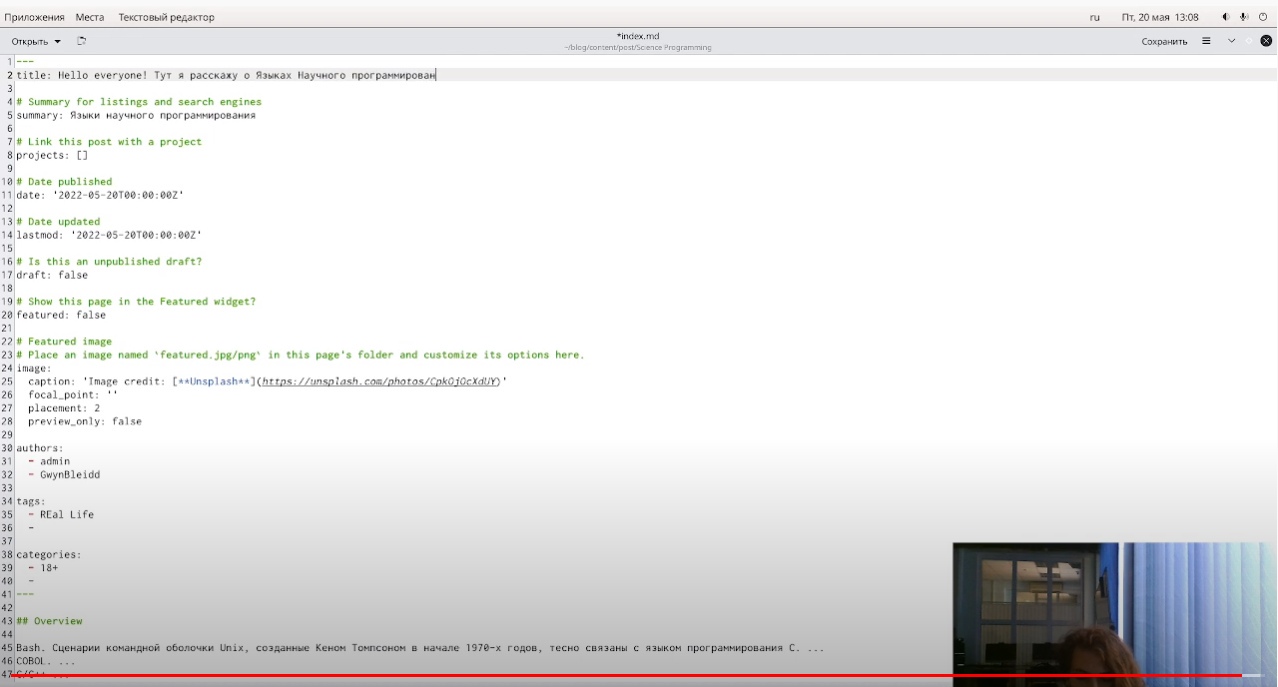 Приложения Места Текстовый редактор ru Пт, 20 мая 13:08
Открыть *index.md Сохранить
~/blog/content/post/Science Programming
1 ---
2 title: Hello everyone! Тут я расскажу о Языках Научного программирован
3
4 # Summary for listings and search engines
5 summary: Языки научного программирования
6
7 # Link this post with a project
8 projects: []
9
10 # Date published
11 date: '2022-05-20T00:00:00Z'
12
13 # Date updated
14 lastmod: '2022-05-20T00:00:00Z'
15
16 # Is this an unpublished draft?
17 draft: false
18
19 # Show this page in the Featured widget?
20 featured: false
21
22 # Featured image
23 # Place an image named `featured.jpg/png` in this page's folder and customize its options here.
24 image:
25 caption: 'Image credit: [**Unsplash**](https://unsplash.com/photos/CpkOjOcXdUY)'
26 focal_point: ''
27 placement: 2
28 preview_only: false
29
30 authors:
31 - admin
32 - GwynBleidd
33
34 tags:
35 - REal Life
36 -
37
38 categories:
39 - 18+
40 -
41 ---
42
43 ## Overview
44
45 Bash. Сценарии командной оболочки Unix, созданные Кеном Томпсоном в начале 1970-х годов, тесно связаны с языком программирования С. ...
46 COBOL. ...
47 C/C++ ...